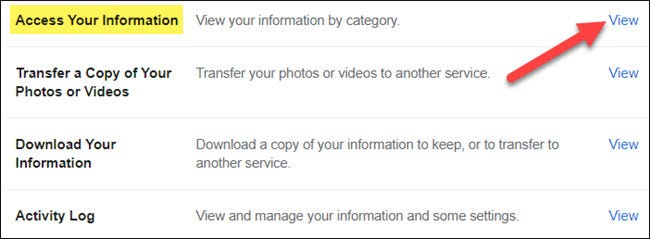 Access Your Information View your information by category. View
Transfer a Copy of Your Transfer your photos or videos to another service. View
Photos or Videos
Download Your Download a copy of your information to keep, or to transfer to View
Information another service.
Activity Log View and manage your information and some settings. View